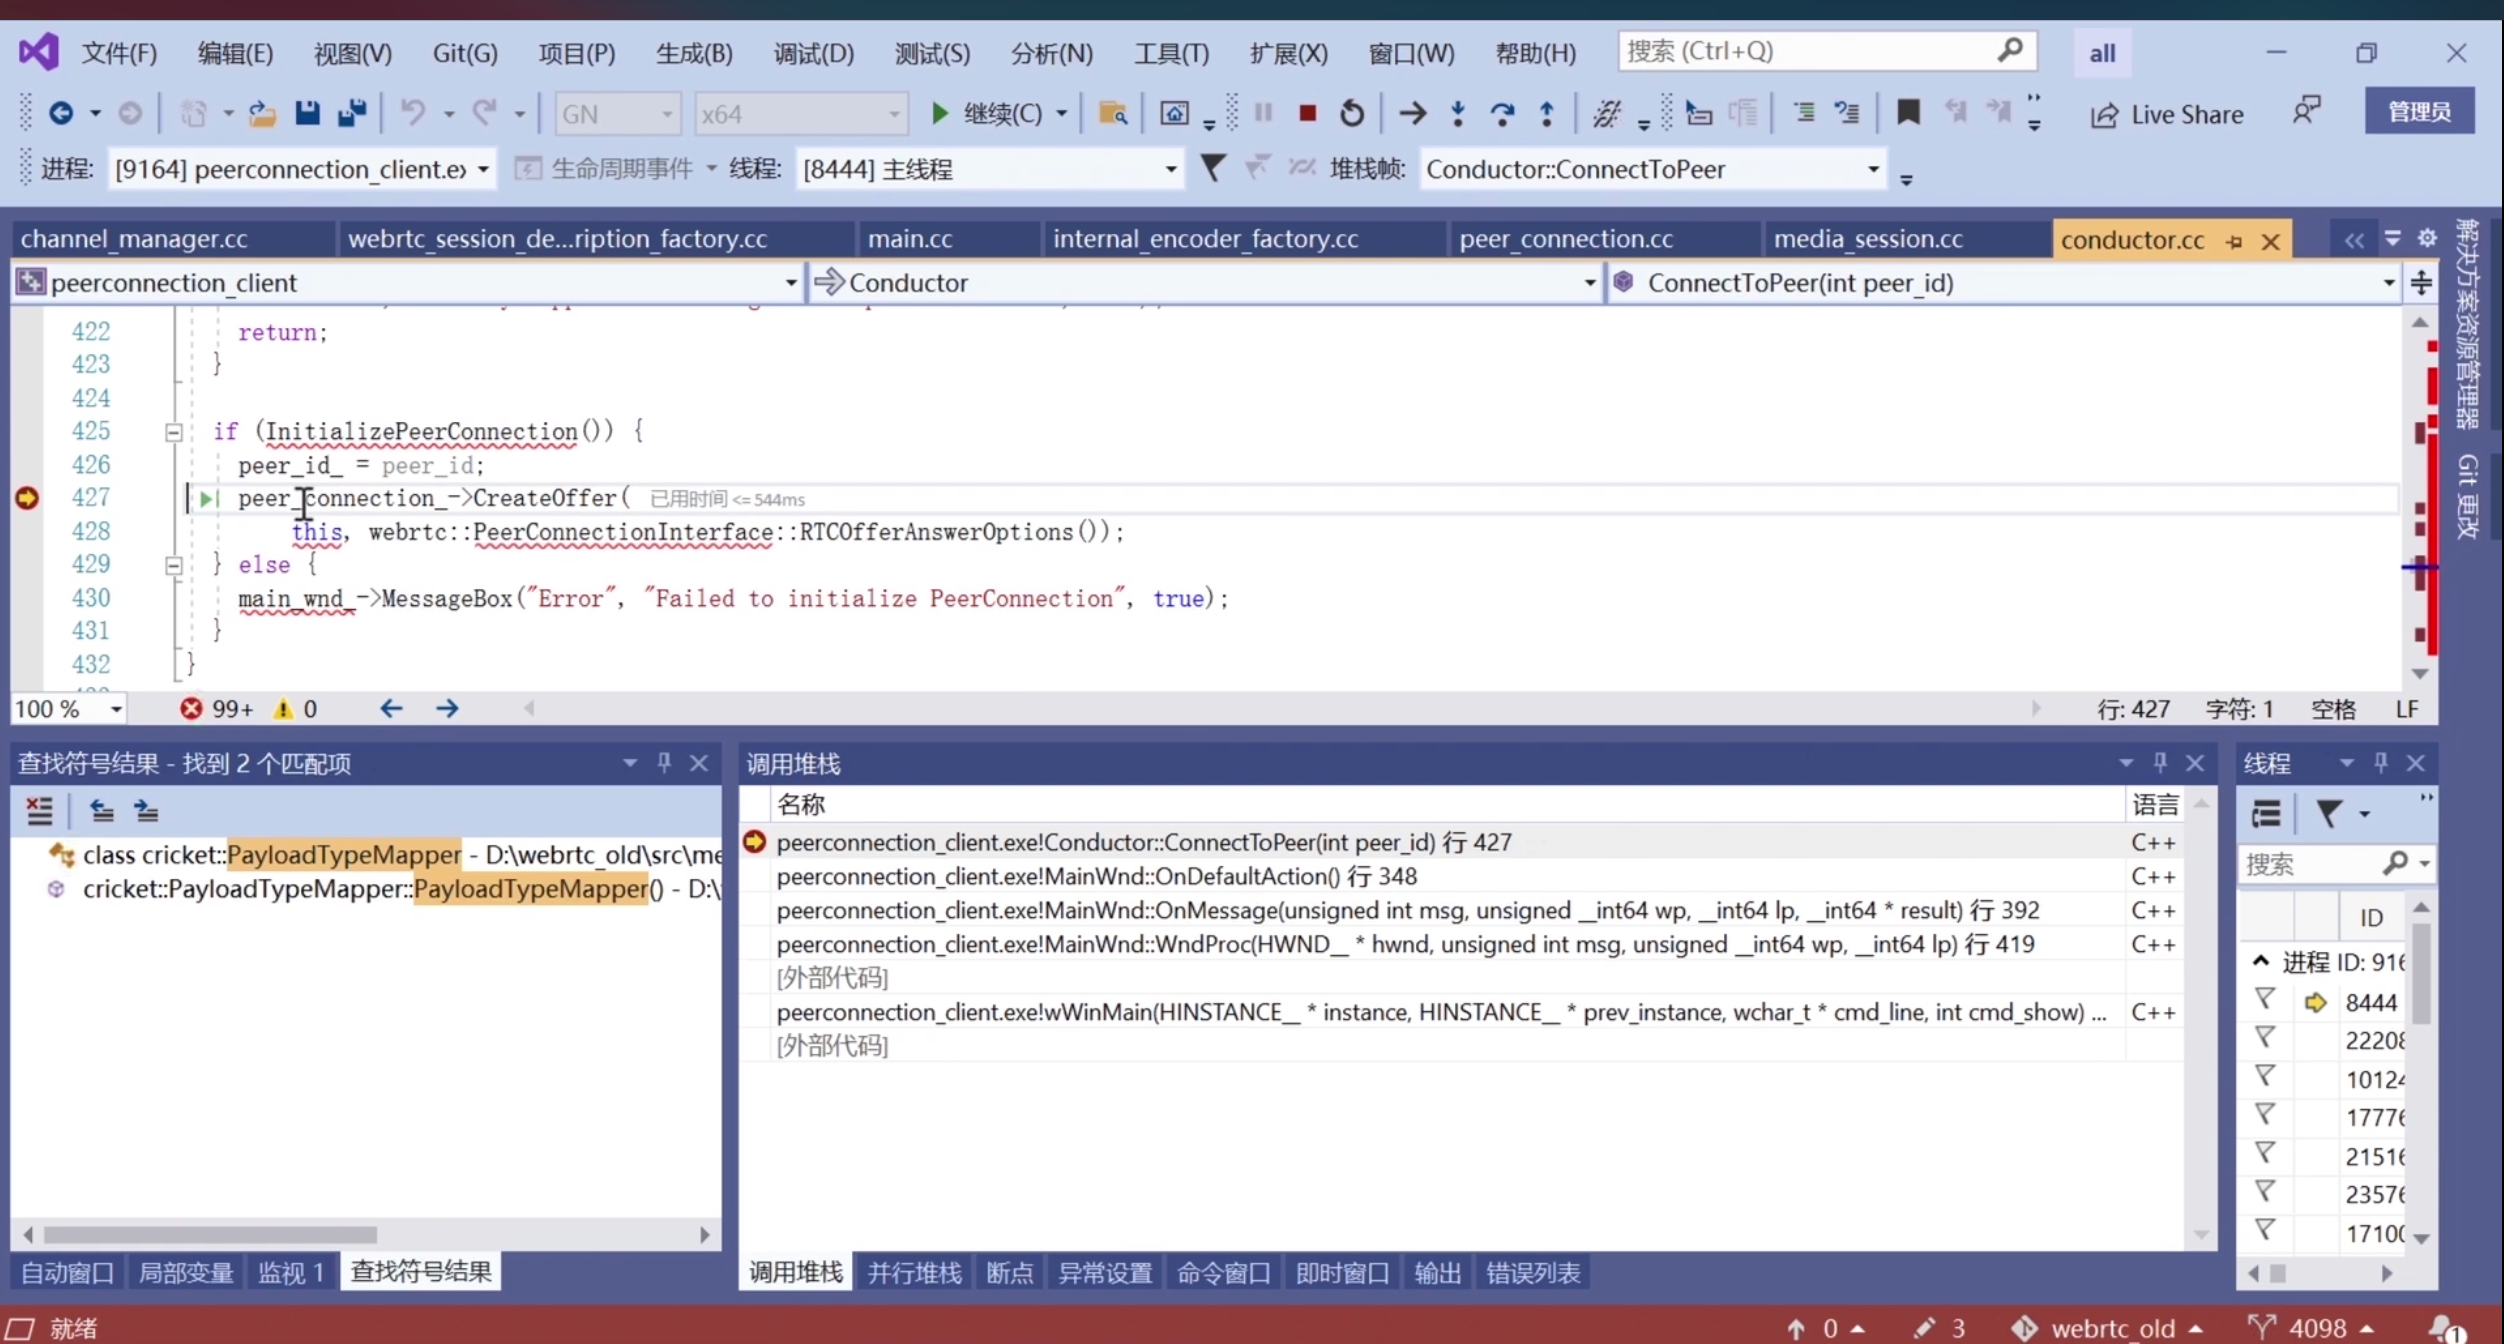 文件(F) 编辑(E) 视图(V) Git(G) 项目(P) 生成(B) 调试(D) 测试(S) 分析(N) 工具(T) 扩展(X) 窗口(W) 帮助(H) 搜索 (Ctrl+Q) all
GN x64 继续(C) Live Share 管理员
进程: [9164] peerconnection_client.ex 生命周期事件 线程: [8444] 主线程 堆栈帧: Conductor::ConnectToPeer
channel_manager.cc webrtc_session_de...ription_factory.cc main.cc internal_encoder_factory.cc peer_connection.cc media_session.cc conductor.cc
peerconnection_client Conductor ConnectToPeer(int peer_id)
422 return;
423 }
424
425 if (InitializePeerConnection()) {
426 peer_id_ = peer_id;
427 peer_connection_->CreateOffer( 已用时间 <= 544ms
428 this, webrtc::PeerConnectionInterface::RTCOfferAnswerOptions());
429 } else {
430 main_wnd_->MessageBox("Error", "Failed to initialize PeerConnection", true);
431 }
432 }
100 % 99+ 0 行: 427 字符: 1 空格 LF
解决方案资源管理器
Git 更改
查找符号结果 - 找到 2 个匹配项
class cricket::PayloadTypeMapper - D:\webrtc_old\src\me
cricket::PayloadTypeMapper::PayloadTypeMapper() - D:\
自动窗口 局部变量 监视 1 查找符号结果
调用堆栈
名称 语言
peerconnection_client.exe!Conductor::ConnectToPeer(int peer_id) 行 427 C++
peerconnection_client.exe!MainWnd::OnDefaultAction() 行 348 C++
peerconnection_client.exe!MainWnd::OnMessage(unsigned int msg, unsigned __int64 wp, __int64 lp, __int64 * result) 行 392 C++
peerconnection_client.exe!MainWnd::WndProc(HWND__ * hwnd, unsigned int msg, unsigned __int64 wp, __int64 lp) 行 419 C++
[外部代码]
peerconnection_client.exe!wWinMain(HINSTANCE__ * instance, HINSTANCE__ * prev_instance, wchar_t * cmd_line, int cmd_show) ... C++
[外部代码]
调用堆栈 并行堆栈 断点 异常设置 命令窗口 即时窗口 输出 错误列表
线程
搜索
ID
进程 ID: 916
8444
22208
10124
17776
21516
23576
17100
就绪 0 3 webrtc_old 4098 1